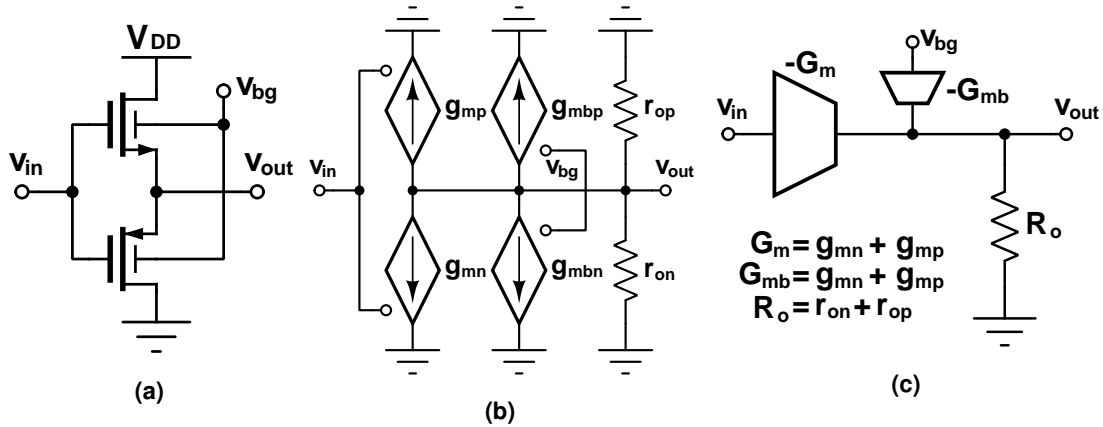 VDD
vbg
vin
vout
(a)
gmp
gmbp
rop
vin
vbg
vout
gmn
gmbn
ron
(b)
-Gm
vbg
-Gmb
vin
vout
Ro
Gm = gmn + gmp
Gmb = gmn + gmp
Ro = ron + rop
(c)